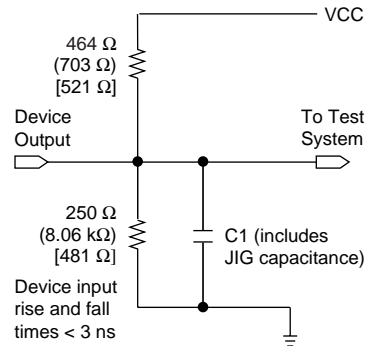 VCC
464 Ω
(703 Ω)
[521 Ω]
Device
Output
To Test
System
250 Ω
(8.06 kΩ)
[481 Ω]
C1 (includes
JIG capacitance)
Device input
rise and fall
times < 3 ns